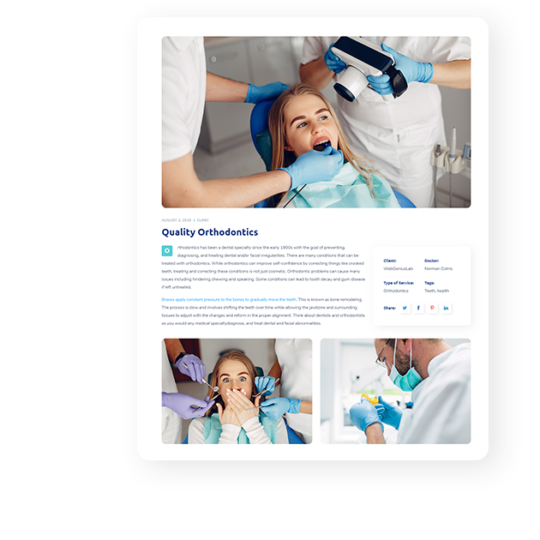 AUGUST 3, 2020 • CLINIC
Quality Orthodontics
O rthodontics has been a dental specialty since the early 1900s with the goal of preventing,
diagnosing, and treating dental and/or facial irregularities. There are many conditions that can be
treated with orthodontics. While orthodontics can improve self-confidence by correcting things like crooked
teeth, treating and correcting these conditions is not just cosmetic. Orthodontic problems can cause many
issues including hindering chewing and speaking. Some conditions can lead to tooth decay and gum disease
if left untreated.
Braces apply constant pressure to the bones to gradually move the teeth. This is known as bone remodeling.
The process is slow and involves shifting the teeth over time while allowing the jawbone and surrounding
tissues to adjust with the changes and reform in the proper alignment. Think about dentists and orthodontists
as you would any medical specialty: diagnose, and treat dental and facial abnormalities.
Client: Doctor:
WebGeniusLab Norman Collins
Type of Service: Tags:
Orthodontics Teeth, health
Share: